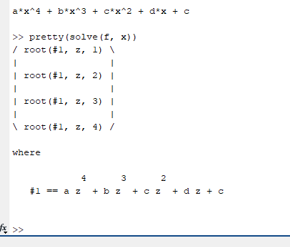 a*x^4 + b*x^3 + c*x^2 + d*x + c
>> pretty(solve(f, x))
/ root(#1, z, 1) \
|                |
| root(#1, z, 2) |
|                |
| root(#1, z, 3) |
|                |
\ root(#1, z, 4) /
where
4      3      2
#1 == a z  + b z  + c z  + d z + c
fx >>